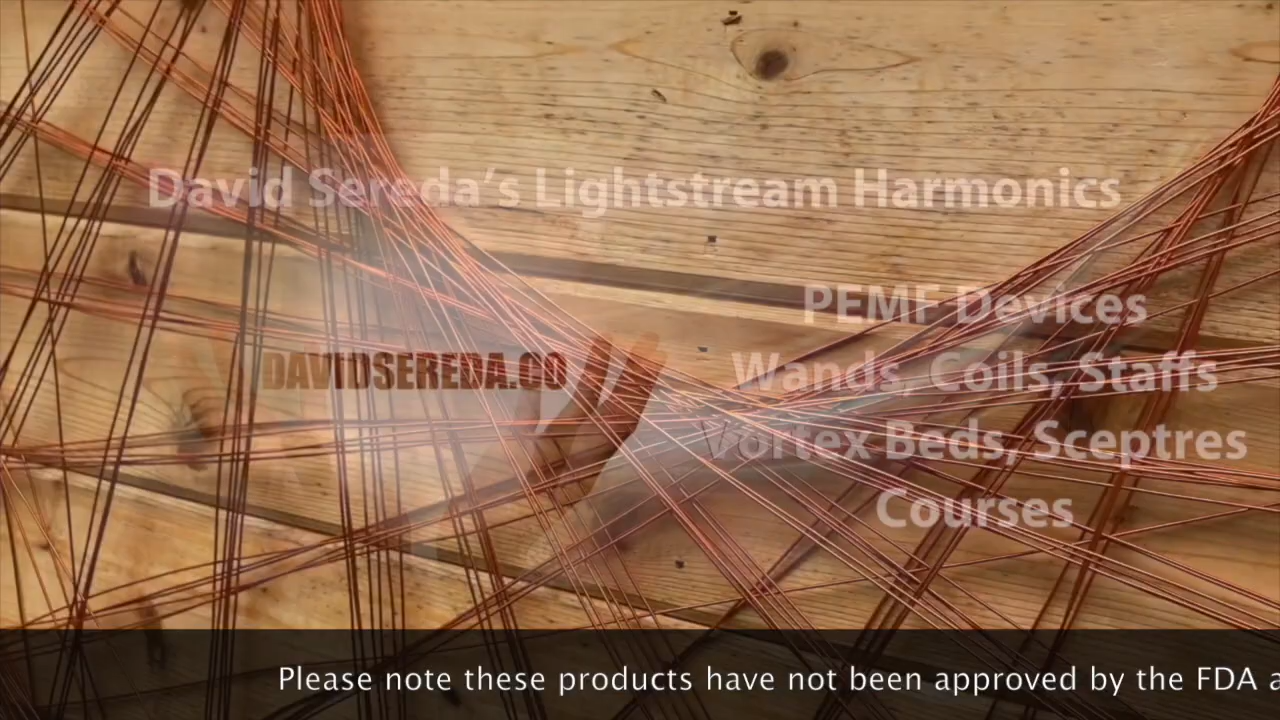 David Sereda’s Lightstream Harmonics
PEMF Devices
DAVIDSEREDA.CO
Wands, Coils, Staffs
Vortex Beds, Sceptres
Courses
Please note these products have not been approved by the FDA a